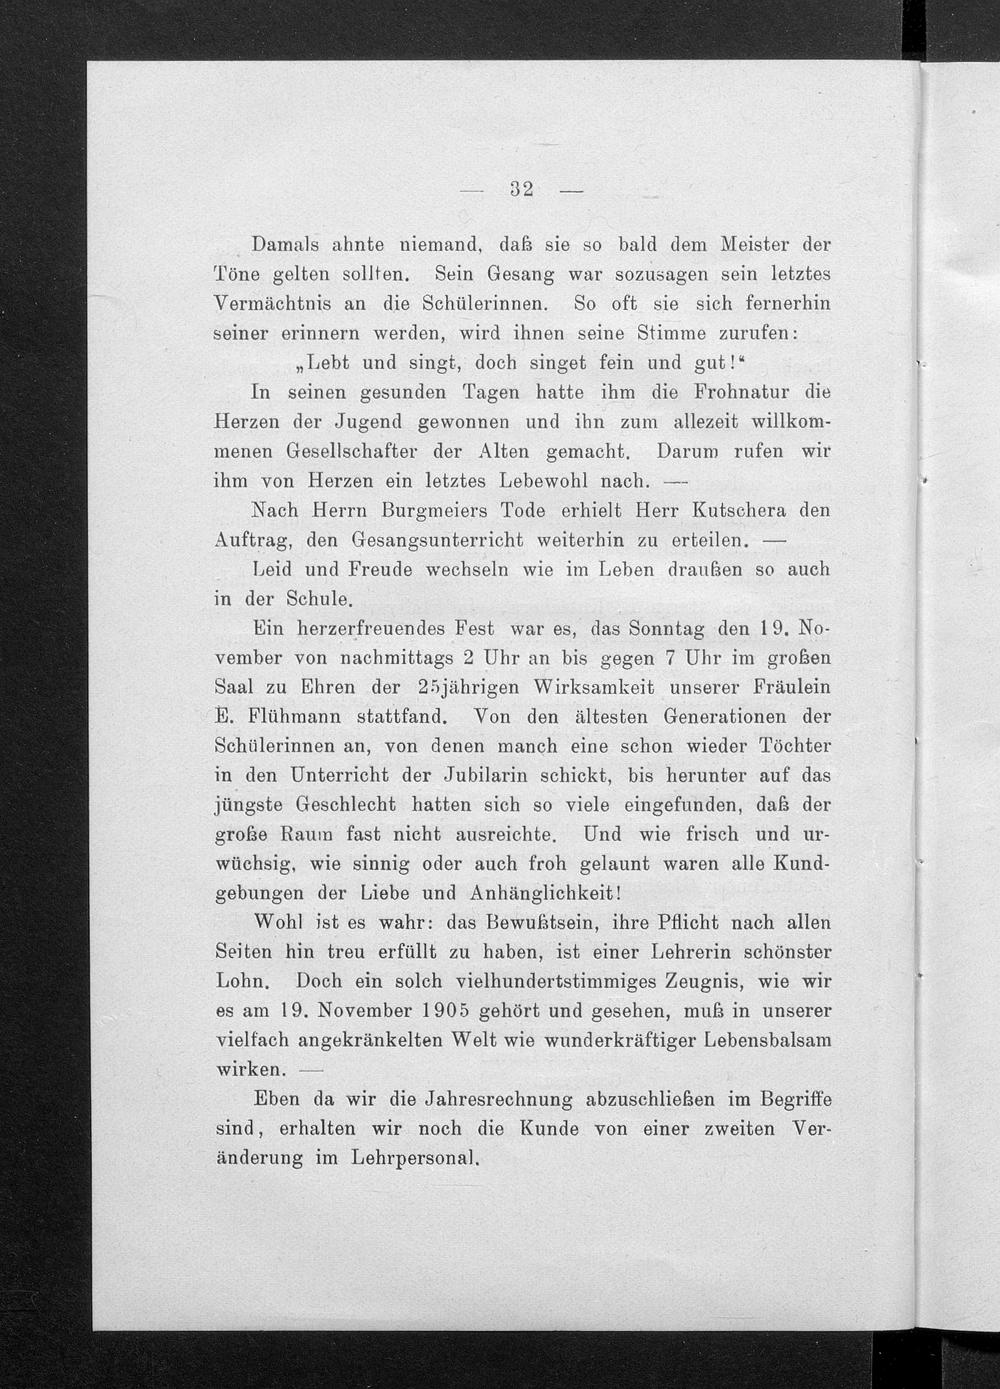 — 32 —
Damals ahnte niemand, daß sie so bald dem Meister der
Töne gelten sollten. Sein Gesang war sozusagen sein letztes
Vermächtnis an die Schülerinnen. So oft sie sich fernerhin
seiner erinnern werden, wird ihnen seine Stimme zurufen:
„Lebt und singt, doch singet fein und gut!“
In seinen gesunden Tagen hatte ihm die Frohnatur die
Herzen der Jugend gewonnen und ihn zum allezeit willkom-
menen Gesellschafter der Alten gemacht. Darum rufen wir
ihm von Herzen ein letztes Lebewohl nach. —
Nach Herrn Burgmeiers Tode erhielt Herr Kutschera den
Auftrag, den Gesangsunterricht weiterhin zu erteilen. —
Leid und Freude wechseln wie im Leben draußen so auch
in der Schule.
Ein herzerfreuendes Fest war es, das Sonntag den 19. No-
vember von nachmittags 2 Uhr an bis gegen 7 Uhr im großen
Saal zu Ehren der 25jährigen Wirksamkeit unserer Fräulein
E. Flühmann stattfand. Von den ältesten Generationen der
Schülerinnen an, von denen manch eine schon wieder Töchter
in den Unterricht der Jubilarin schickt, bis herunter auf das
jüngste Geschlecht hatten sich so viele eingefunden, daß der
große Raum fast nicht ausreichte. Und wie frisch und ur-
wüchsig, wie sinnig oder auch froh gelaunt waren alle Kund-
gebungen der Liebe und Anhänglichkeit!
Wohl ist es wahr: das Bewußtsein, ihre Pflicht nach allen
Seiten hin treu erfüllt zu haben, ist einer Lehrerin schönster
Lohn. Doch ein solch vielhundertstimmiges Zeugnis, wie wir
es am 19. November 1905 gehört und gesehen, muß in unserer
vielfach angekränkelten Welt wie wunderkräftiger Lebensbalsam
wirken. —
Eben da wir die Jahresrechnung abzuschließen im Begriffe
sind, erhalten wir noch die Kunde von einer zweiten Ver-
änderung im Lehrpersonal.